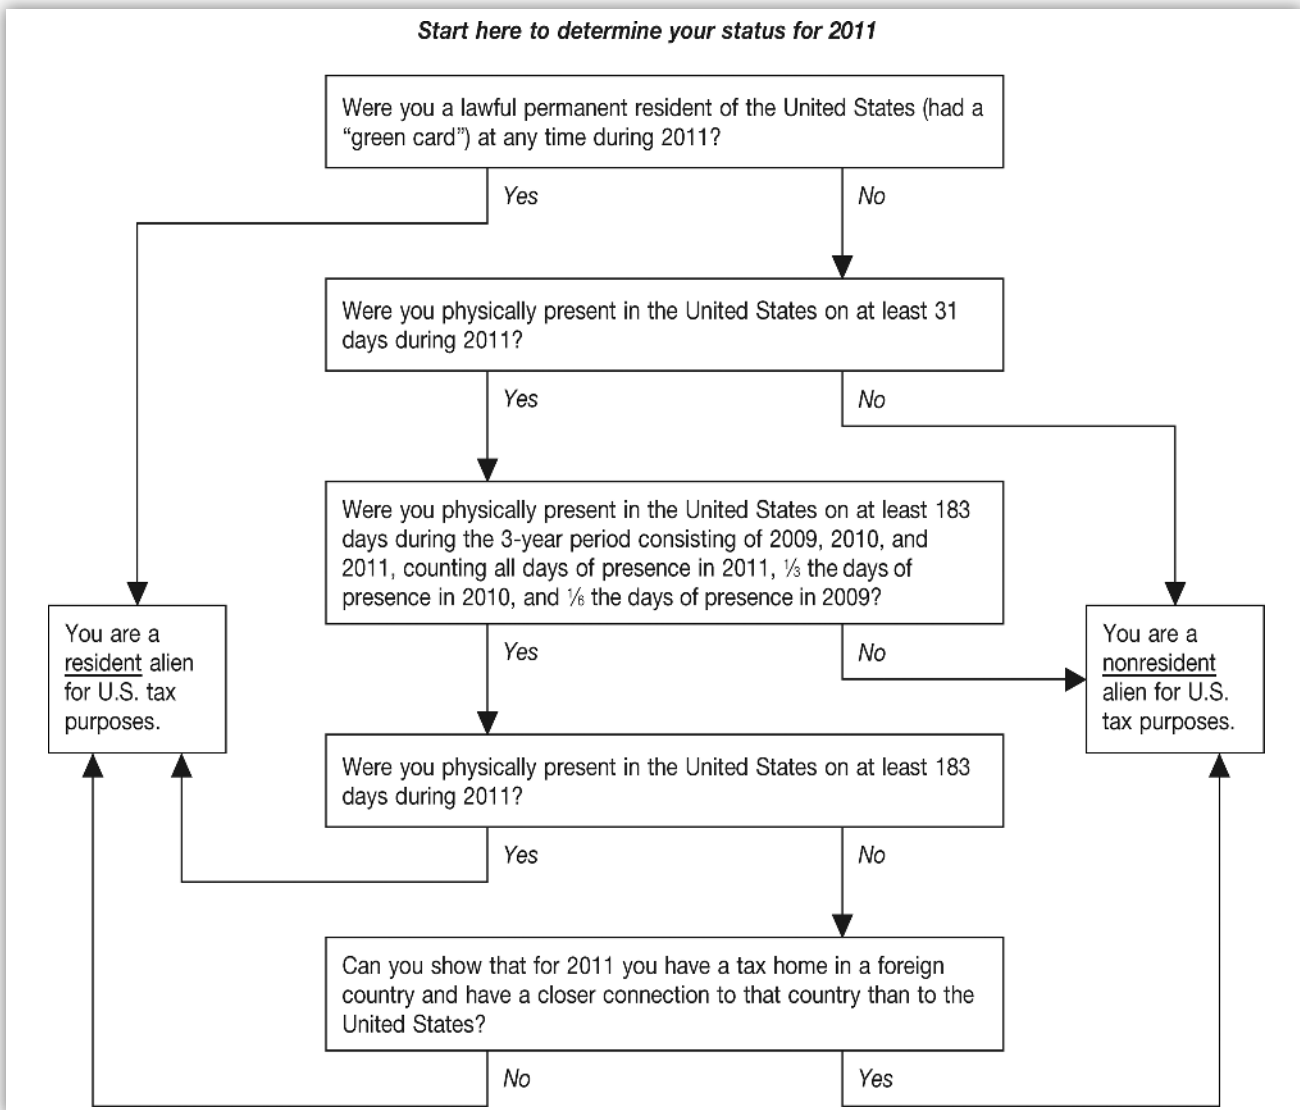 Start here to determine your status for 2011
Were you a lawful permanent resident of the United States (had a
“green card”) at any time during 2011?
Yes
No
Were you physically present in the United States on at least 31
days during 2011?
Yes
No
Were you physically present in the United States on at least 183
days during the 3-year period consisting of 2009, 2010, and
2011, counting all days of presence in 2011, ⅓ the days of
presence in 2010, and ⅙ the days of presence in 2009?
Yes
No
You are a
resident alien
for U.S. tax
purposes.
You are a
nonresident
alien for U.S.
tax purposes.
Were you physically present in the United States on at least 183
days during 2011?
Yes
No
Can you show that for 2011 you have a tax home in a foreign
country and have a closer connection to that country than to the
United States?
No
Yes